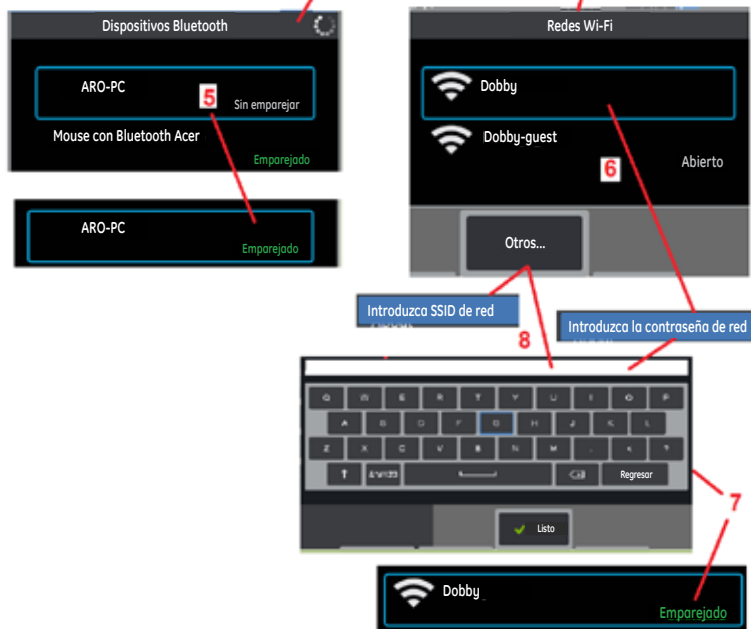 Dispositivos Bluetooth
ARO-PC
5
Sin emparejar
Mouse con Bluetooth Acer
Emparejado
ARO-PC
Emparejado
Redes Wi-Fi
Dobby
Dobby-guest
6
Abierto
Otros...
Introduzca SSID de red
Introduzca la contraseña de red
8
Q W E R T Y U I O P
A S D F G H J K L
Z X C V B N M . < ?
Regresar
7
Listo
Dobby
Emparejado